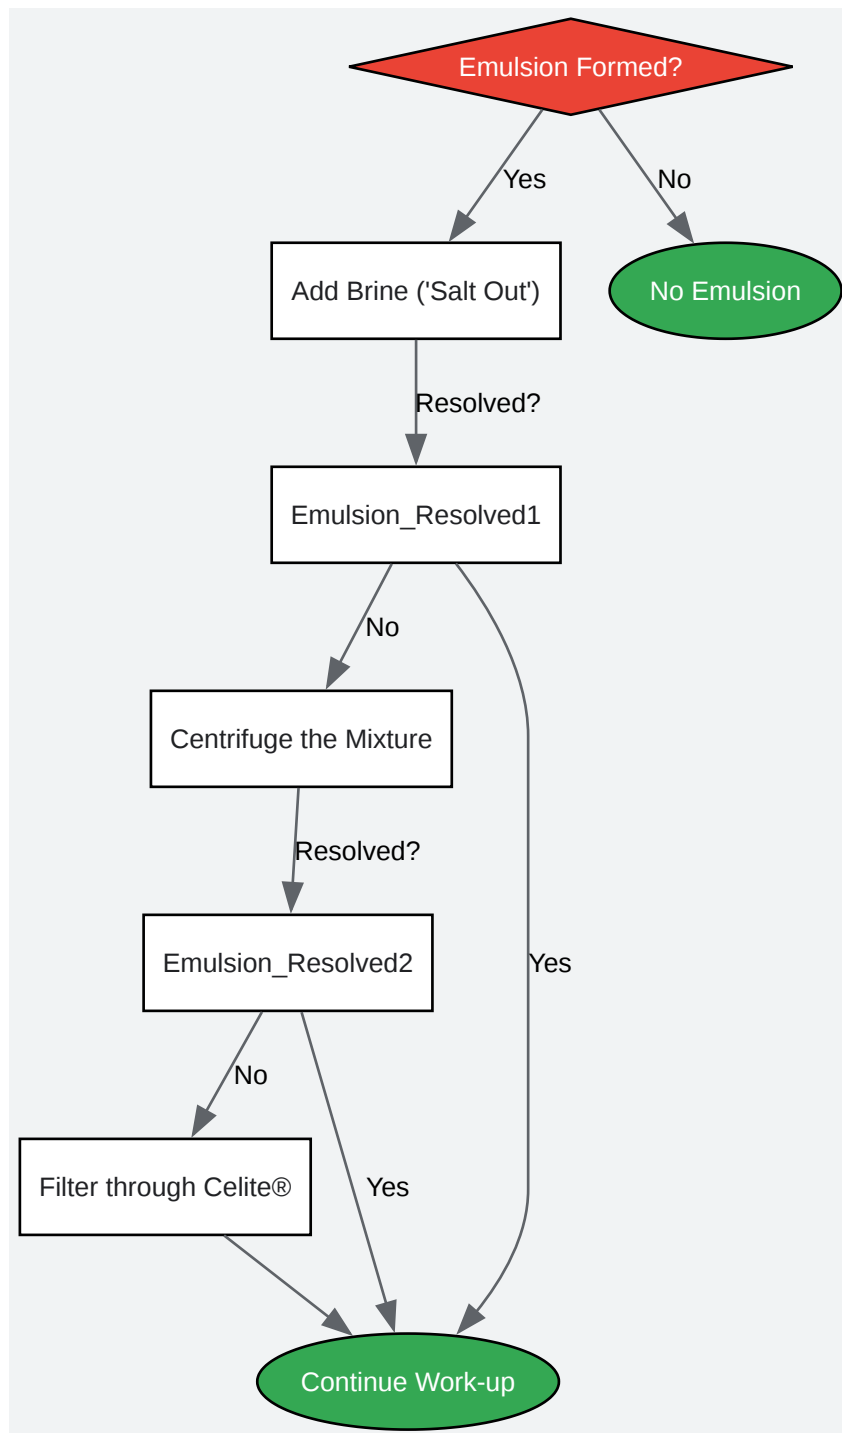 Emulsion Formed?
Yes
No
Add Brine ('Salt Out')
No Emulsion
Resolved?
Emulsion_Resolved1
No
Centrifuge the Mixture
Resolved?
Emulsion_Resolved2
Yes
No
Filter through Celite®
Yes
Continue Work-up